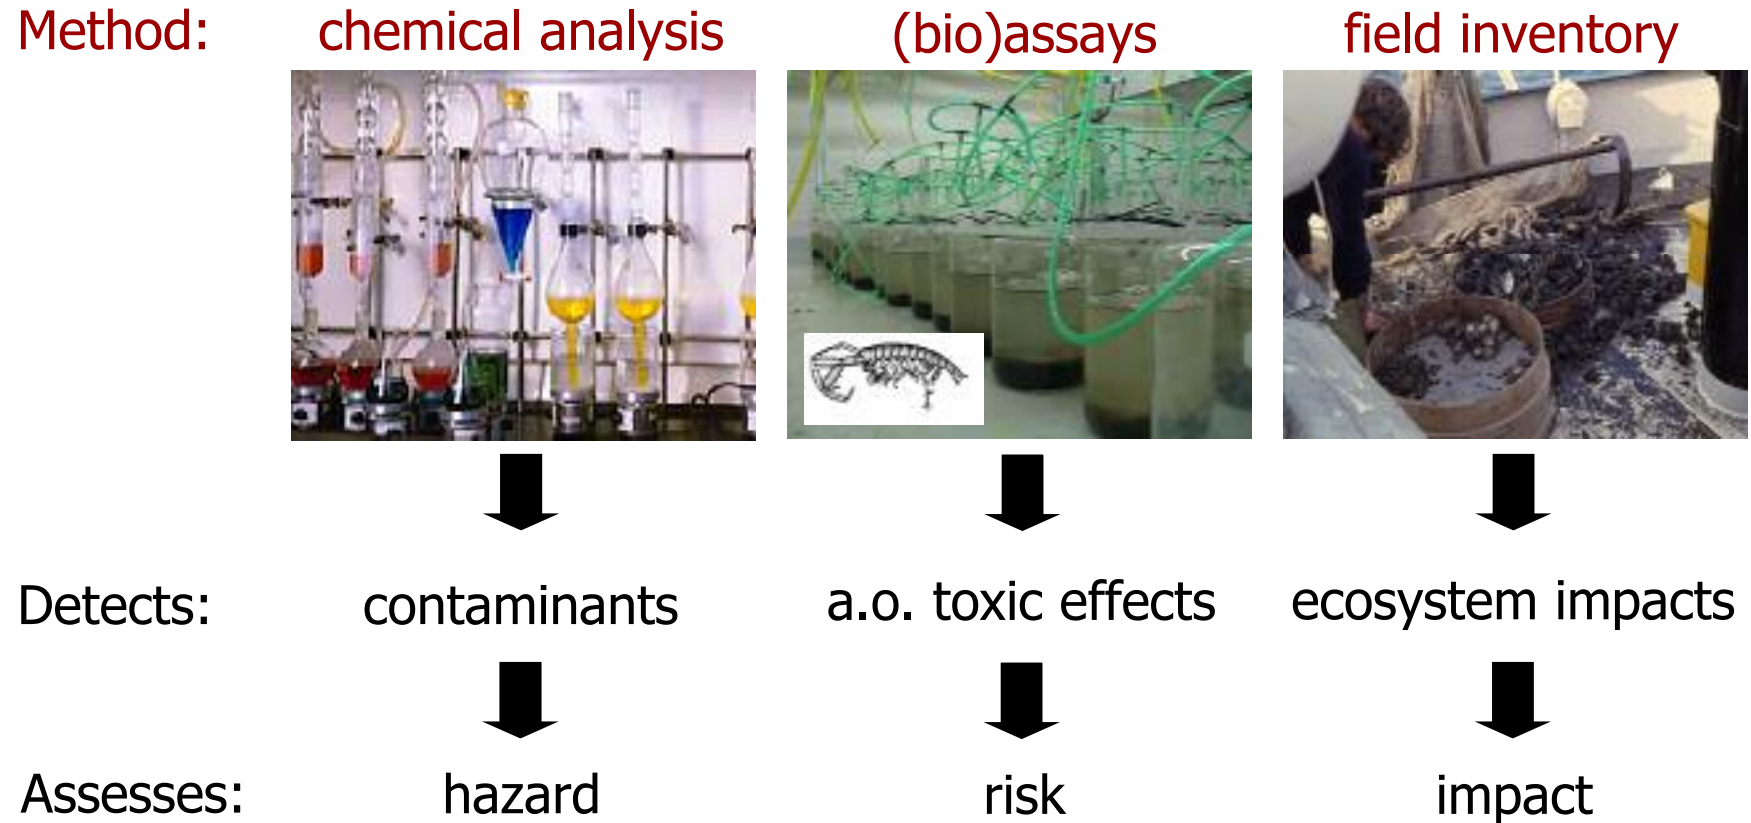 Method: chemical analysis (bio)assays field inventory
Detects: contaminants a.o. toxic effects ecosystem impacts
Assesses: hazard risk impact